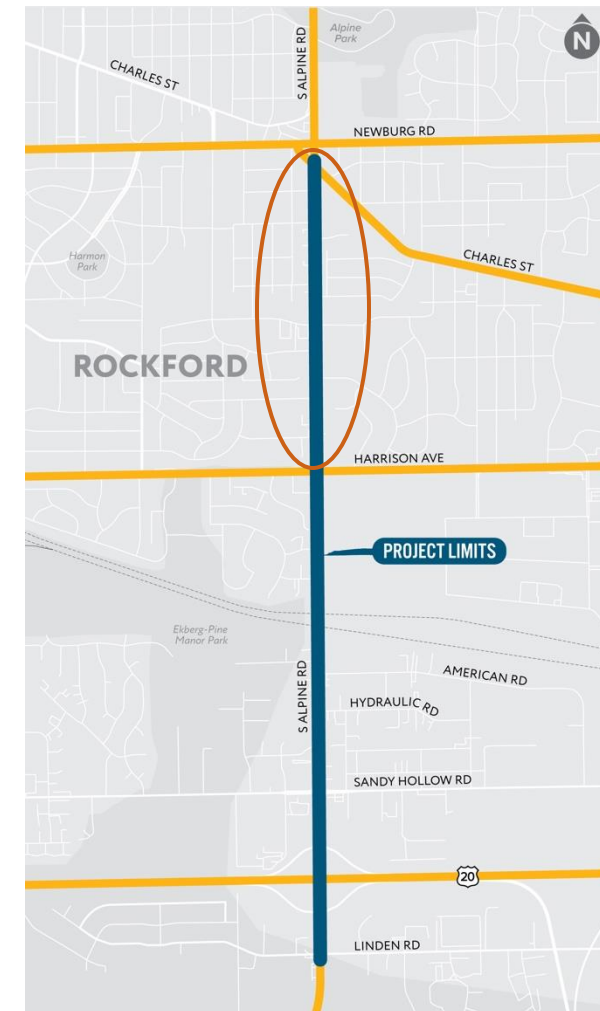 Alpine
Park
N
S ALPINE RD
CHARLES ST
NEWBURG RD
Harmon
Park
CHARLES ST
ROCKFORD
HARRISON AVE
PROJECT LIMITS
Ekberg-Pine
Manor Park
S ALPINE RD
AMERICAN RD
HYDRAULIC RD
SANDY HOLLOW RD
20
LINDEN RD